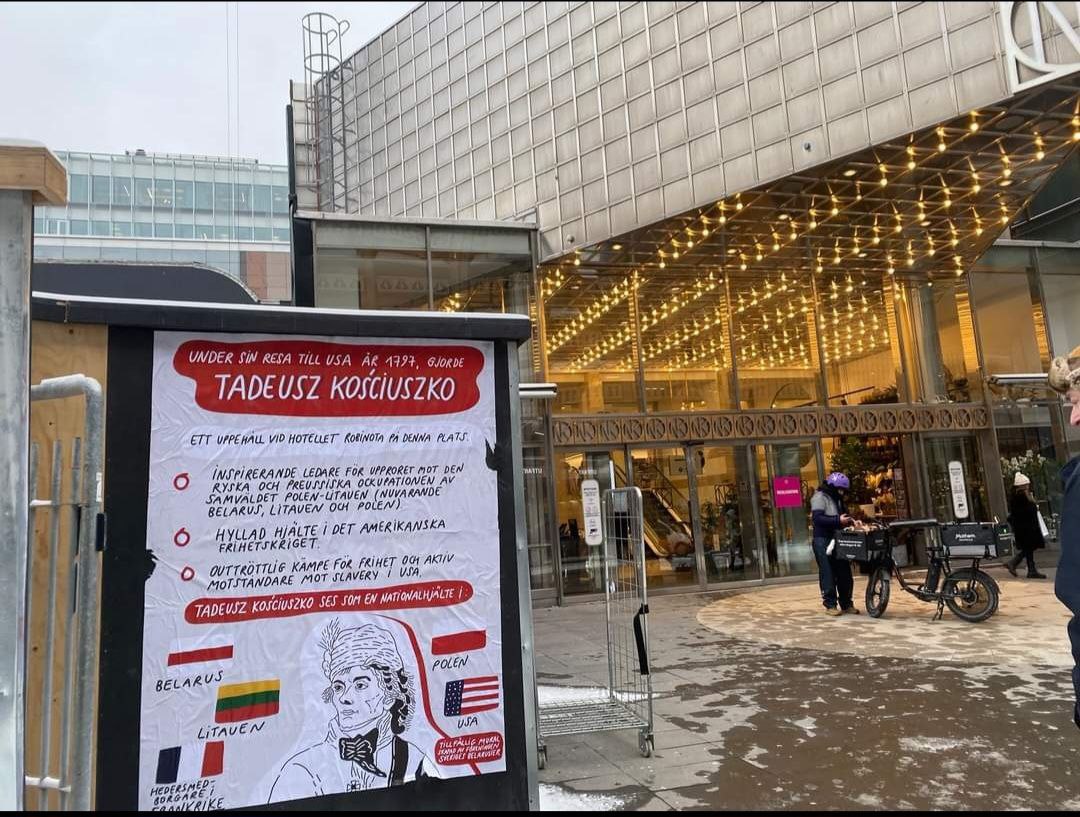 UNDER SIN RESA TILL USA ÅR 1797, GJORDE
TADEUSZ KOŚCIUSZKO
ETT UPPEHÅLL VID HOTELLET ROBINOTA PÅ DENNA PLATS.
INSPIRERANDE LEDARE FÖR UPPRORET MOT DEN
RYSKA OCH PREUSSISKA OCKUPATIONEN AV
SAMVÄLDET POLEN-LITAUEN (NUVARANDE
BELARUS, LITAUEN OCH POLEN).
HYLLAD HJÄLTE I DET AMERIKANSKA
FRIHETSKRIGET.
OUTTRÖTTLIG KÄMPE FÖR FRIHET OCH AKTIV
MOTSTÅNDARE MOT SLAVERY I USA.
TADEUSZ KOŚCIUSZKO SES SOM EN NATIONALHJÄLTE I:
BELARUS
POLEN
LITAUEN
USA
HEDERSMED-
BORGARE I
FRANKRIKE
TILLFÄLLIG MURAL
SKAPAD AV FÖRENINGEN
SVERIGES BELARUSIER